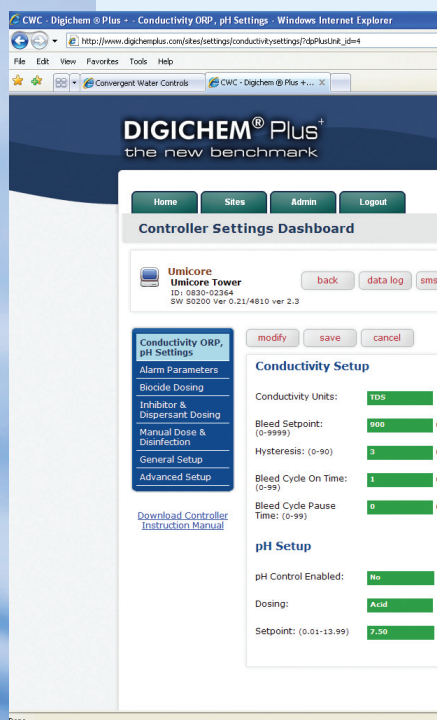 CWC - Digichem ® Plus + - Conductivity ORP, pH Settings - Windows Internet Explorer
http://www.digichemplus.com/sites/settings/conductivitysettings/?dpPlusUnit_id=4
File Edit View Favorites Tools Help
Convergent Water Controls CWC - Digichem ® Plus +... X
DIGICHEM® Plus+
the new benchmark
Home Sites Admin Logout
Controller Settings Dashboard
Umicore
Umicore Tower
ID: 0830-02364
SW S0200 Ver 0.21/4810 ver 2.3
back data log sms
modify save cancel
Conductivity ORP,
pH Settings
Alarm Parameters
Biocide Dosing
Inhibitor &
Dispersant Dosing
Manual Dose &
Disinfection
General Setup
Advanced Setup
Download Controller
Instruction Manual
Conductivity Setup
Conductivity Units: TDS
Bleed Setpoint: 900
(0-9999)
Hysteresis: (0-90) 3
Bleed Cycle On Time: 1
(0-99)
Bleed Cycle Pause 0
Time: (0-99)
pH Setup
pH Control Enabled: No
Dosing: Acid
Setpoint: (0.01-13.99) 7.50